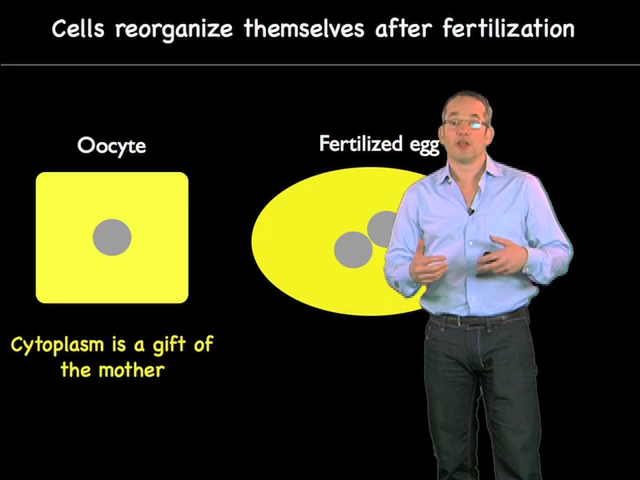 Cells reorganize themselves after fertilization
Oocyte
Fertilized egg
Cytoplasm is a gift of
the mother